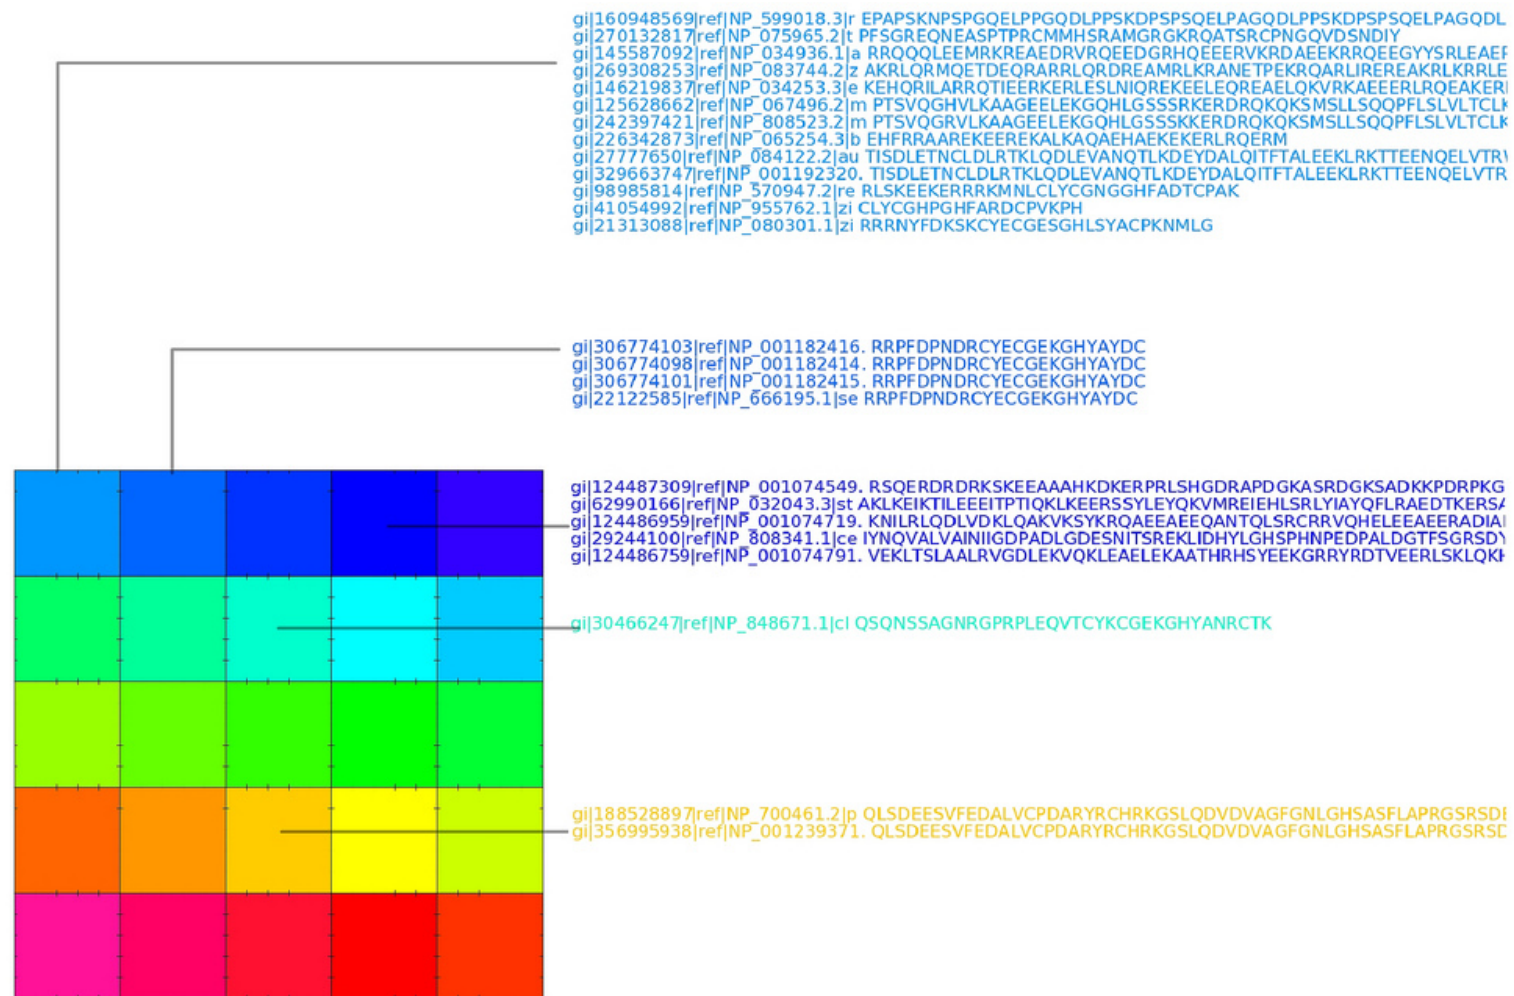 gi|160948569|ref|NP_599018.3|r EPAPSKNPSPGQELPPGQDLPPSKDPSPSQELPAGQDLPPSKDPSPSQELPAGQDL
gi|270132817|ref|NP_075965.2|t PFSGREQNEASPTPRCMMHSRAMGRGKRQATSRCPNGQVDSNDIY
gi|145587092|ref|NP_034936.1|a RRQQQLEEMRKREAEDRVRQEEDGRHQEEERVKRDAEEKRRQEEGYYSRLEAER
gi|269308253|ref|NP_083744.2|z AKRLQRMQETDEQRARRLQRDREAMRLKRANETPEKRQARLIREREAKRLKRRLE
gi|146219837|ref|NP_034253.3|e KEHQRILARRQTIEERKERLESLNIQREKEELEQREAELQKVRKAEEERLRQEAKER
gi|125628662|ref|NP_067496.2|m PTSVQGHVLKAAGEELEKGQHLGSSSRKERDRQKQKSMSLLSQQPFLSLVLTCLK
gi|242397421|ref|NP_808523.2|m PTSVQGRVLKAAGEELEKGQHLGSSSKKERDRQKQKSMSLLSQQPFLSLVLTCLK
gi|226342873|ref|NP_065254.3|b EHFRRAAREKEEREKALKAQAEHAEKEKERLRQERM
gi|27777650|ref|NP_084122.2|au TISDLETNCLDLRTKLQDLEVANQTLKDEYDALQITFTALEEKLRKTTEENQELVTR
gi|329663747|ref|NP_001192320. TISDLETNCLDLRTKLQDLEVANQTLKDEYDALQITFTALEEKLRKTTEENQELVTR
gi|98985814|ref|NP_570947.2|re RLSKEEKERRRKMNLCLYCGNGGHFADTCPAK
gi|41054992|ref|NP_955762.1|zi CLYCGHPGHFARDCPVKPH
gi|21313088|ref|NP_080301.1|zi RRRNYFDKSKCYECGESGHLSYACPKNMLG
gi|306774103|ref|NP_001182416. RRPFDPNDRCYECGEKGHYAYDC
gi|306774098|ref|NP_001182414. RRPFDPNDRCYECGEKGHYAYDC
gi|306774101|ref|NP_001182415. RRPFDPNDRCYECGEKGHYAYDC
gi|22122585|ref|NP_666195.1|se RRPFDPNDRCYECGEKGHYAYDC
gi|124487309|ref|NP_001074549. RSQERDRDRKSKEEAAAHKDKERPRLSHGDRAPDGKASRDGKSADKKPDRPKG
gi|62990166|ref|NP_032043.3|st AKLKEIKTILEEEITPTIQKLKEERSSYLEYQKVMREIEHLSRLYIAYQFLRAEDTKERSA
gi|124486959|ref|NP_001074719. KNILRLQDLVDKLQAKVKSYKRQAEEAEEQANTQLSRCRRVQHELEEAEERADIA
gi|29244100|ref|NP_808341.1|ce IYNQVALVAINIIGDPADLGDESNITSREKLIDHYLGHSPHNPEDPALDGTFSGRSDY
gi|124486759|ref|NP_001074791. VEKLTSLAALRVGDLEKVQKLEAELEKAATHRHSYEEKGRRYRDTVEERLSKLQKH
gi|30466247|ref|NP_848671.1|cl QSQNSSAGNRGPRPLEQVTCYKCGEKGHYANRCTK
gi|188528897|ref|NP_700461.2|p QLSDEESVFEDALVCPDARYRCHRKGSLQDVDVAGFGNLGHSASFLAPRGSRSDE
gi|356995938|ref|NP_001239371. QLSDEESVFEDALVCPDARYRCHRKGSLQDVDVAGFGNLGHSASFLAPRGSRSD